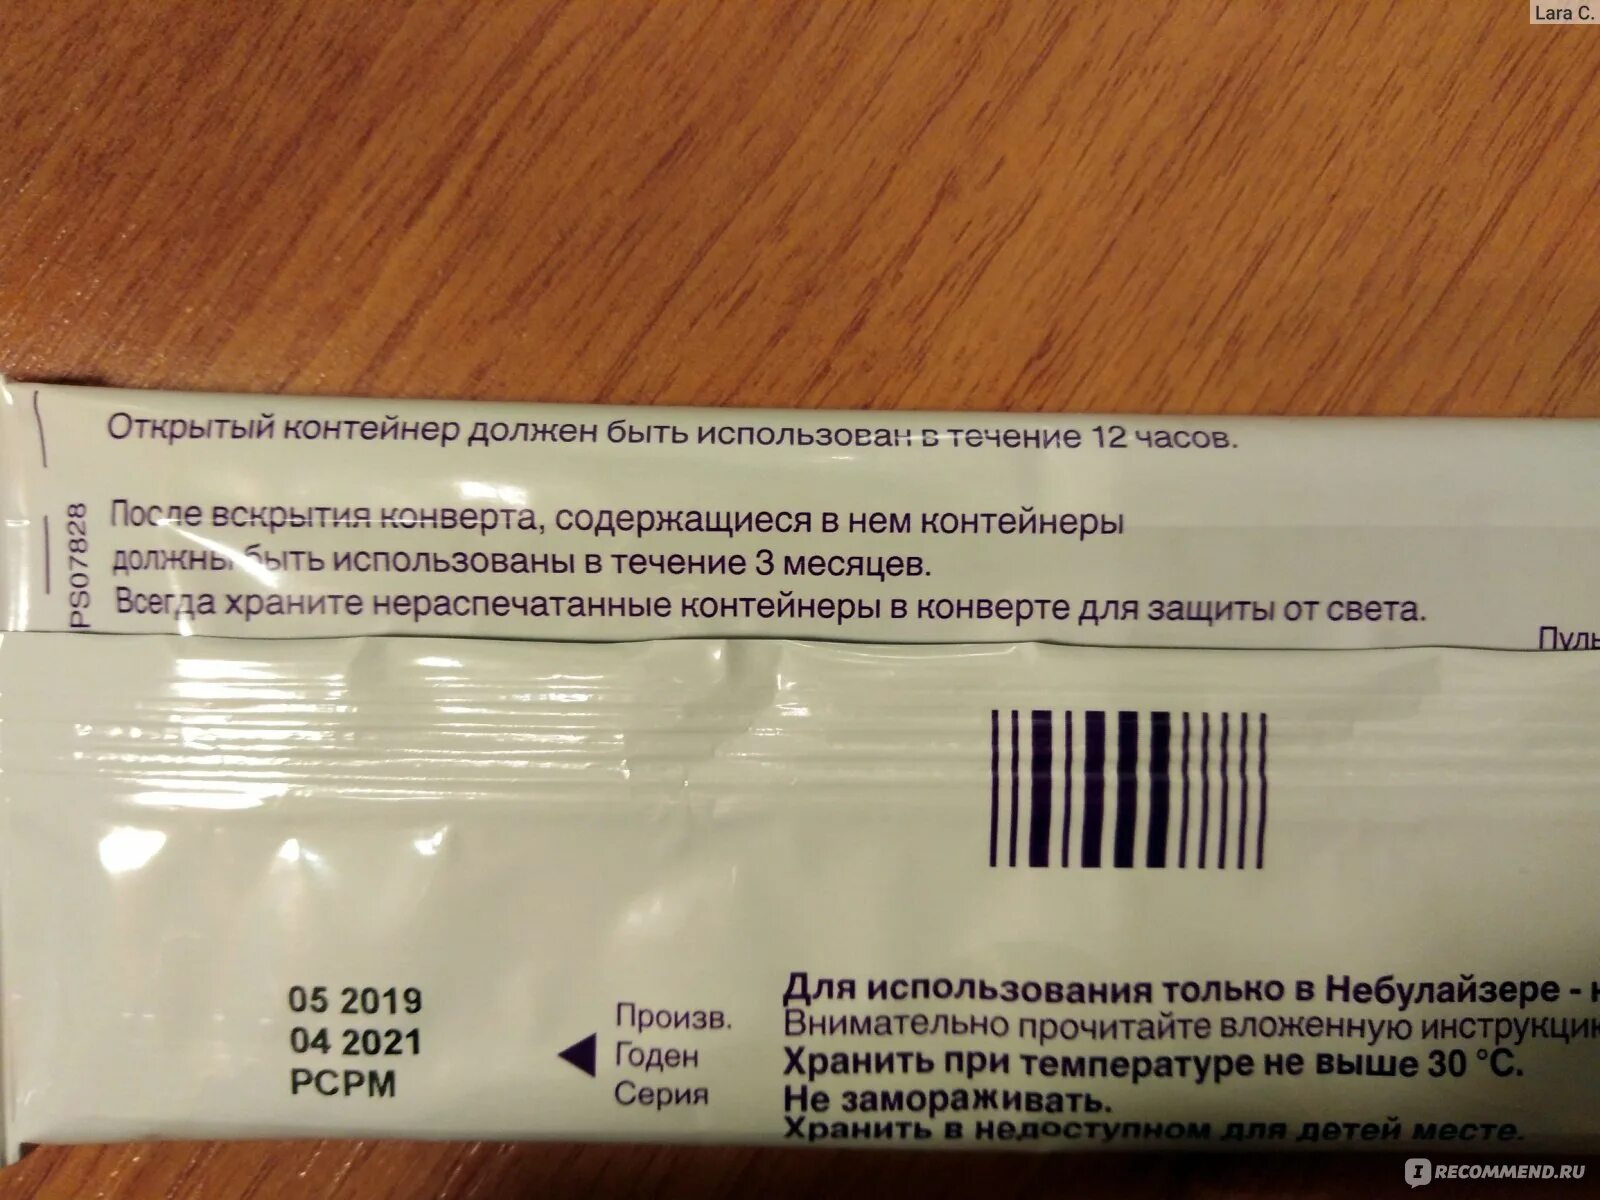 Lara C.
Открытый контейнер должен быть использован в течение 12 часов.
PS07828
После вскрытия конверта, содержащиеся в нем контейнеры
должны быть использованы в течение 3 месяцев.
Всегда храните нераспечатанные контейнеры в конверте для защиты от света.
05 2019 Произв.
04 2021 Годен
PCPM Серия
Для использования только в Небулайзере -
Внимательно прочитайте вложенную
Хранить при температуре не выше 30 °C.
Не замораживать.
Хранить в недоступном для детей месте.
IRECOMMEND.RU